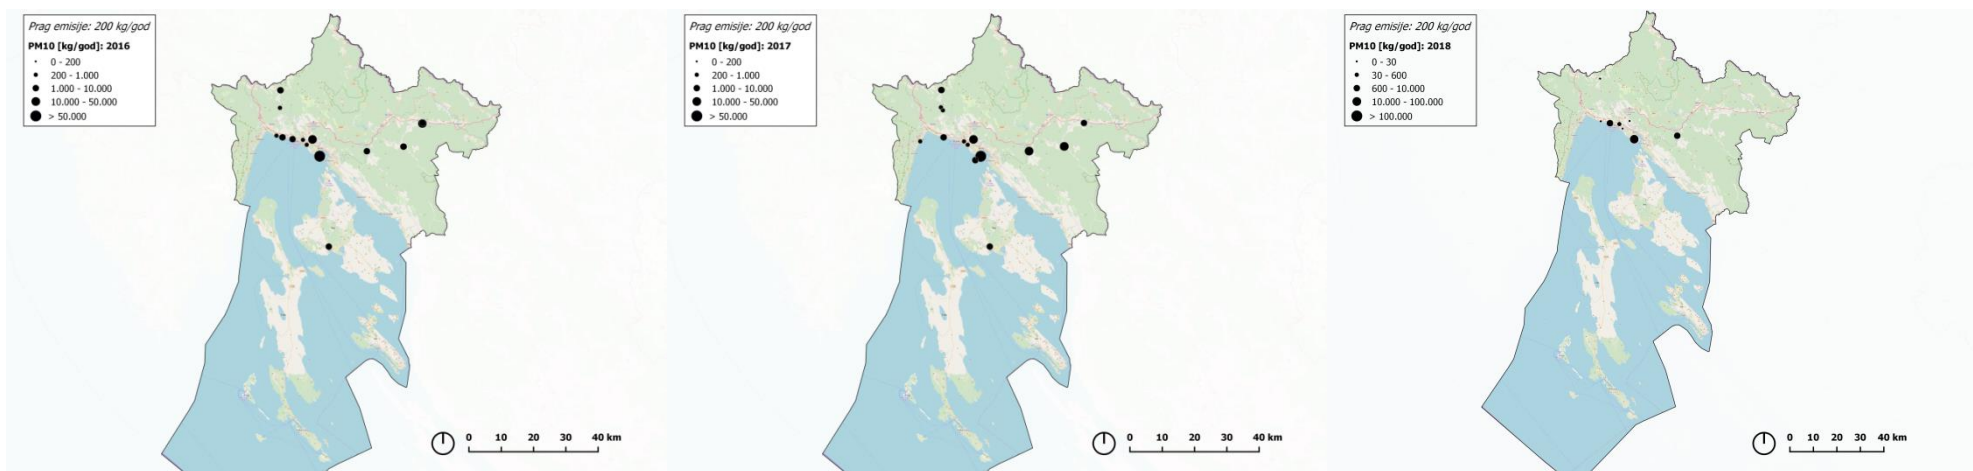 Prag emisije: 200 kg/god
PM10 [kg/god]: 2016
0 - 200
200 - 1.000
1.000 - 10.000
10.000 - 50.000
> 50.000
0 10 20 30 40 km
Prag emisije: 200 kg/god
PM10 [kg/god]: 2017
0 - 200
200 - 1.000
1.000 - 10.000
10.000 - 50.000
> 50.000
0 10 20 30 40 km
Prag emisije: 200 kg/god
PM10 [kg/god]: 2018
0 - 30
30 - 600
600 - 10.000
10.000 - 100.000
> 100.000
0 10 20 30 40 km